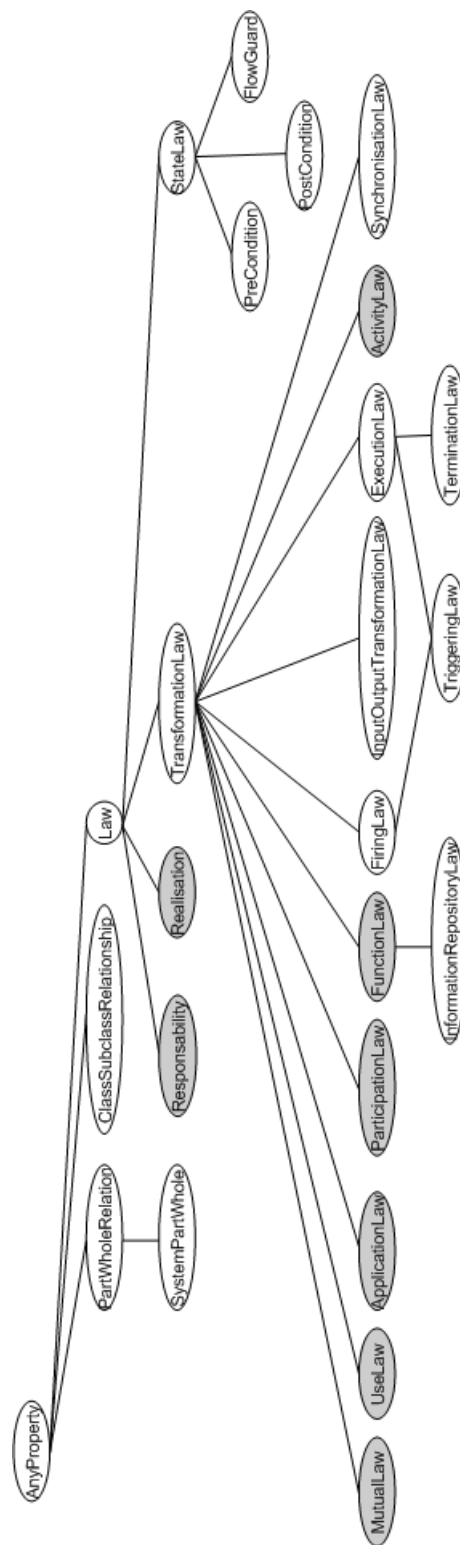 AnyProperty
PartWholeRelation
ClassSubclassRelationship
Law
SystemPartWhole
Responsability
Realisation
TransformationLaw
StateLaw
PreCondition
FlowGuard
PostCondition
MutualLaw
UseLaw
ApplicationLaw
ParticipationLaw
FunctionLaw
FiringLaw
InputOutputTransformationLaw
ExecutionLaw
ActivityLaw
SynchronisationLaw
InformationRepositoryLaw
TriggeringLaw
TerminationLaw